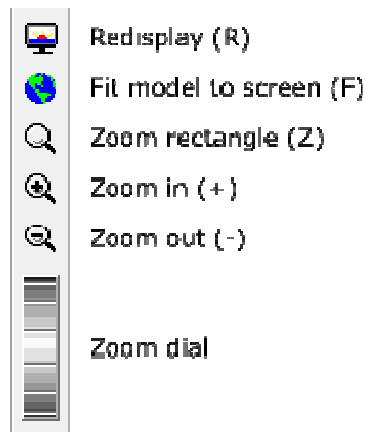 Redisplay (R)
Fit model to screen (F)
Zoom rectangle (Z)
Zoom in (+)
Zoom out (-)
Zoom dial